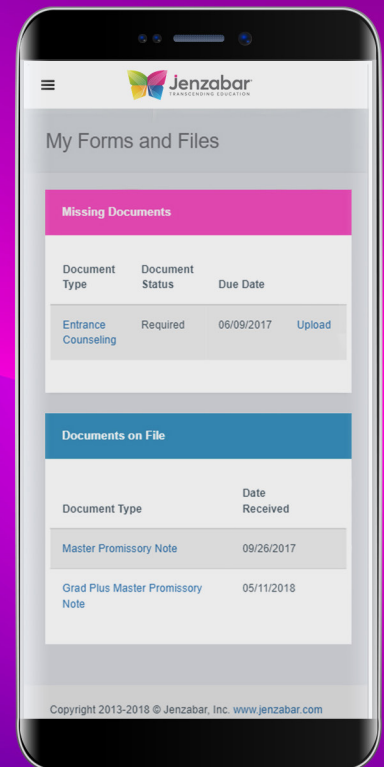 jenzabar
TRANSCENDING EDUCATION
My Forms and Files
Missing Documents
Document Type Document Status Due Date
Entrance Counseling Required 06/09/2017 Upload
Documents on File
Document Type Date Received
Master Promissory Note 09/26/2017
Grad Plus Master Promissory Note 05/11/2018
Copyright 2013-2018 © Jenzabar, Inc. www.jenzabar.com